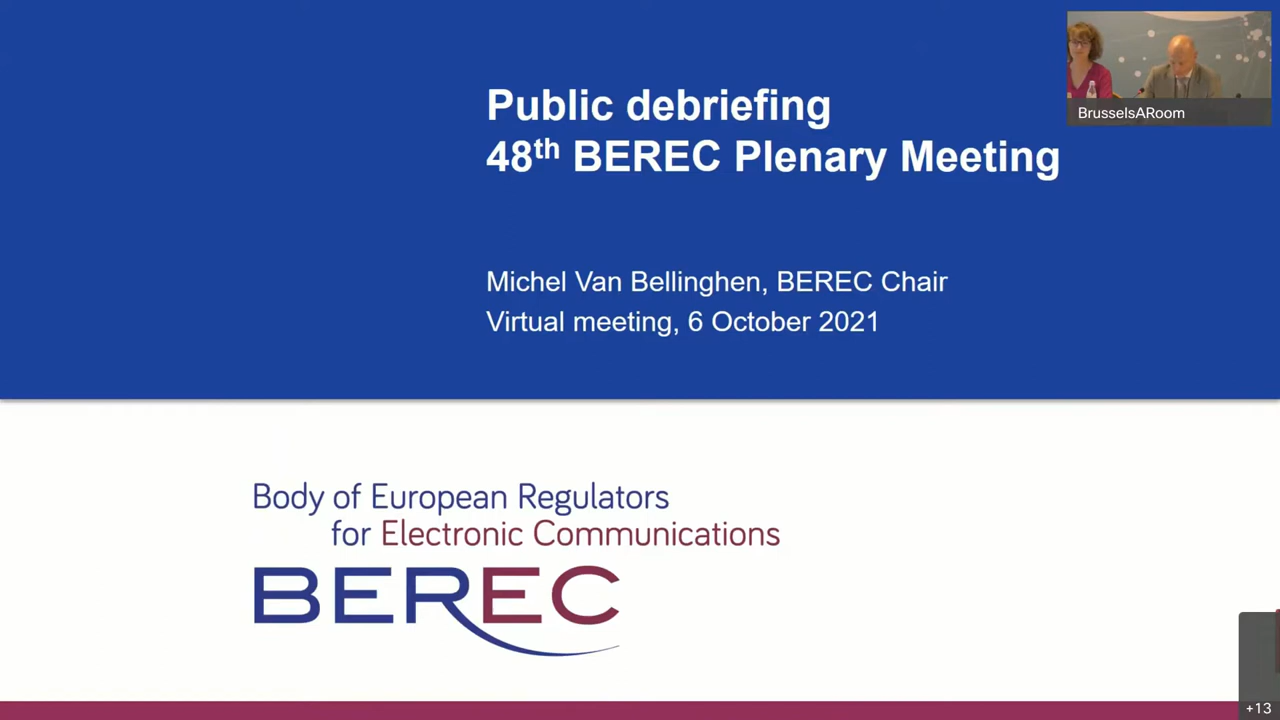 Public debriefing
48th BEREC Plenary Meeting
Michel Van Bellinghen, BEREC Chair
Virtual meeting, 6 October 2021
BrusselsARoom
Body of European Regulators
for Electronic Communications
BEREC
+13